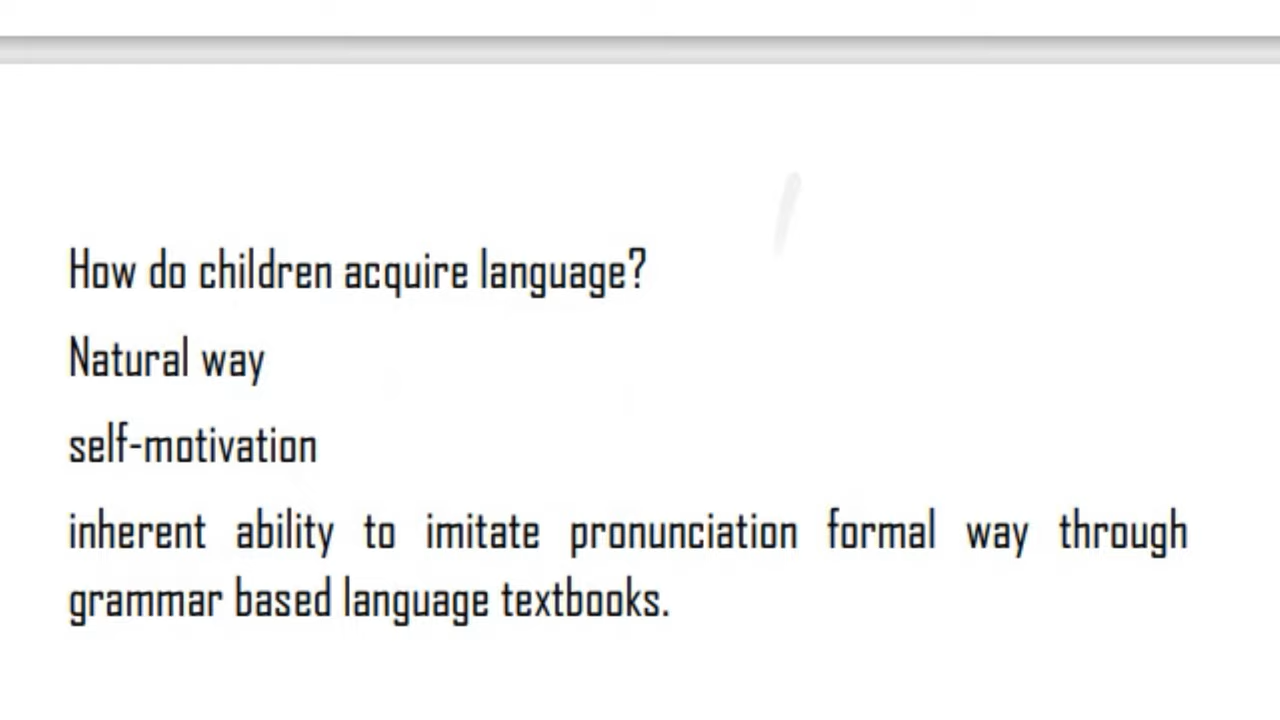 How do children acquire language?
Natural way
self-motivation
inherent ability to imitate pronunciation formal way through
grammar based language textbooks.